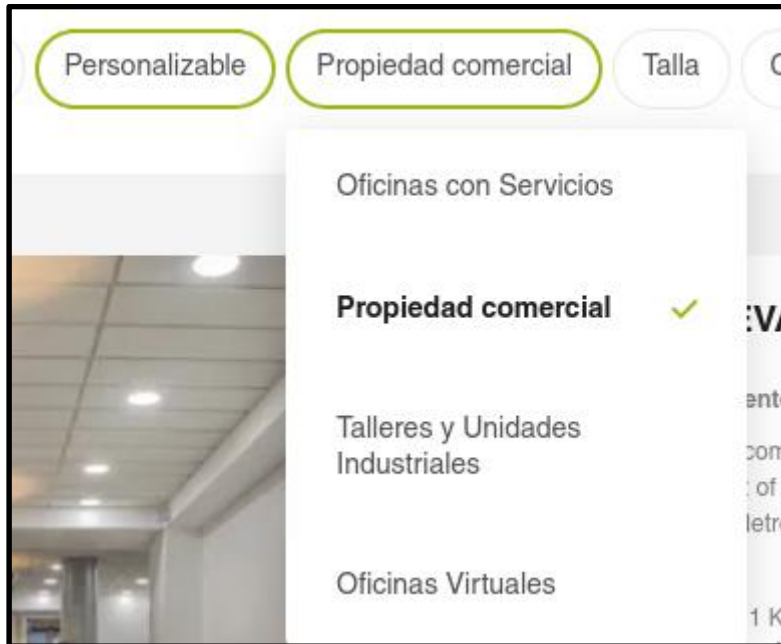 Personalizable Propiedad comercial Talla
Oficinas con Servicios
Propiedad comercial
Talleres y Unidades
Industriales
Oficinas Virtuales